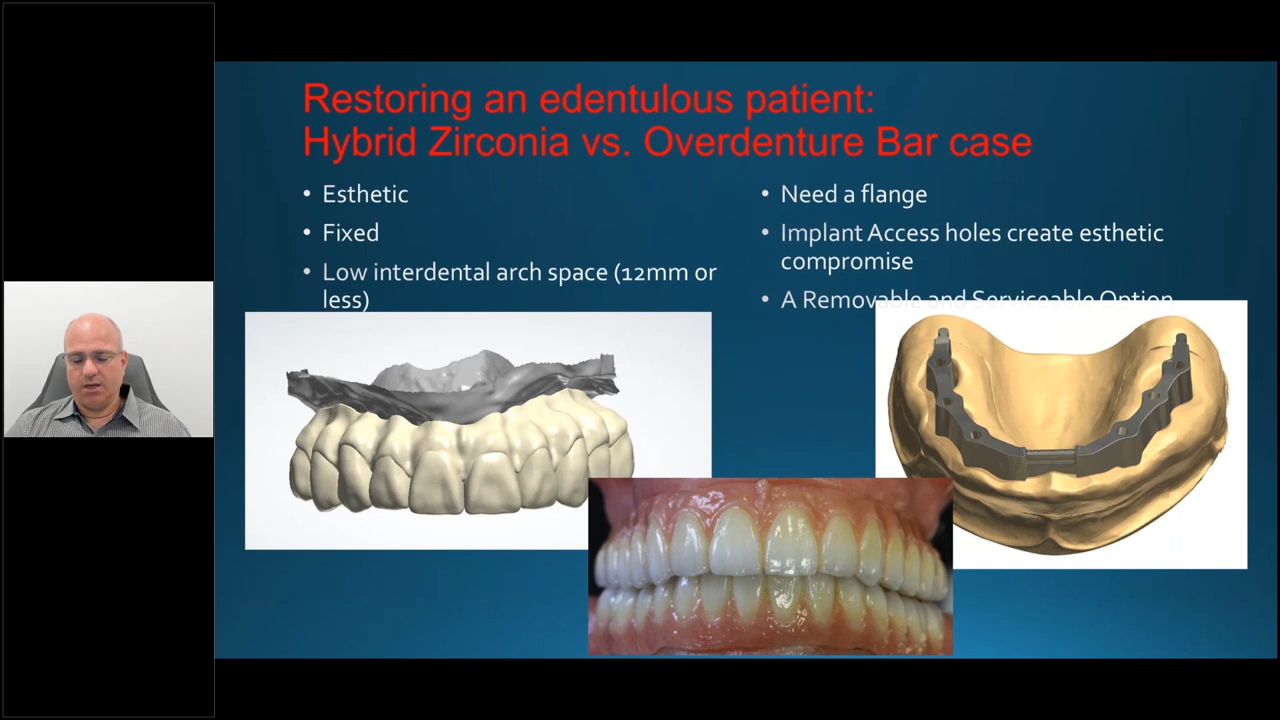 Restoring an edentulous patient:
Hybrid Zirconia vs. Overdenture Bar case
• Esthetic
• Fixed
• Low interdental arch space (12mm or
less)
• Need a flange
• Implant Access holes create esthetic
compromise
• A Removable and Serviceable Option